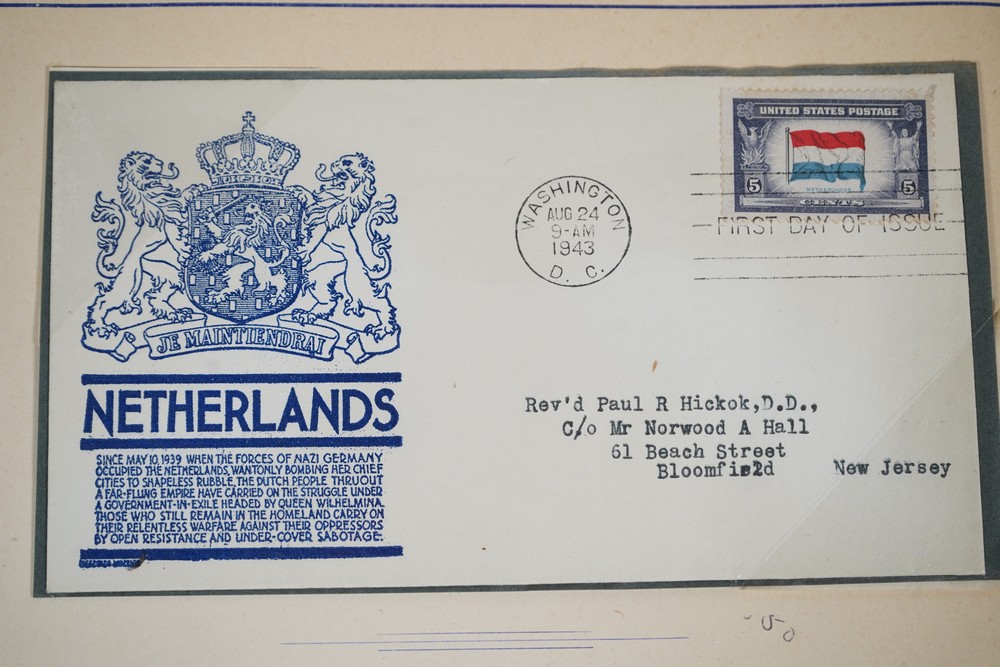 UNITED STATES POSTAGE
NETHERLANDS
5 5
CENTS
WASHINGTON
AUG 24
9-AM
1943
D. C.
FIRST DAY OF ISSUE
JE MAINTIENDRAI
NETHERLANDS
SINCE MAY 10, 1939 WHEN THE FORCES OF NAZI GERMANY
OCCUPIED THE NETHERLANDS, WANTONLY BOMBING HER CHIEF
CITIES TO SHAPELESS RUBBLE, THE DUTCH PEOPLE THRUOUT
A FAR-FLUNG EMPIRE HAVE CARRIED ON THE STRUGGLE UNDER
A GOVERNMENT-IN-EXILE HEADED BY QUEEN WILHELMINA.
THOSE WHO STILL REMAIN IN THE HOMELAND CARRY ON
THEIR RELENTLESS WARFARE AGAINST THEIR OPPRESSORS
BY OPEN RESISTANCE AND UNDER-COVER SABOTAGE.
Rev'd Paul R Hickok,D.D.,
C/o Mr Norwood A Hall
61 Beach Street
Bloomfield New Jersey
50